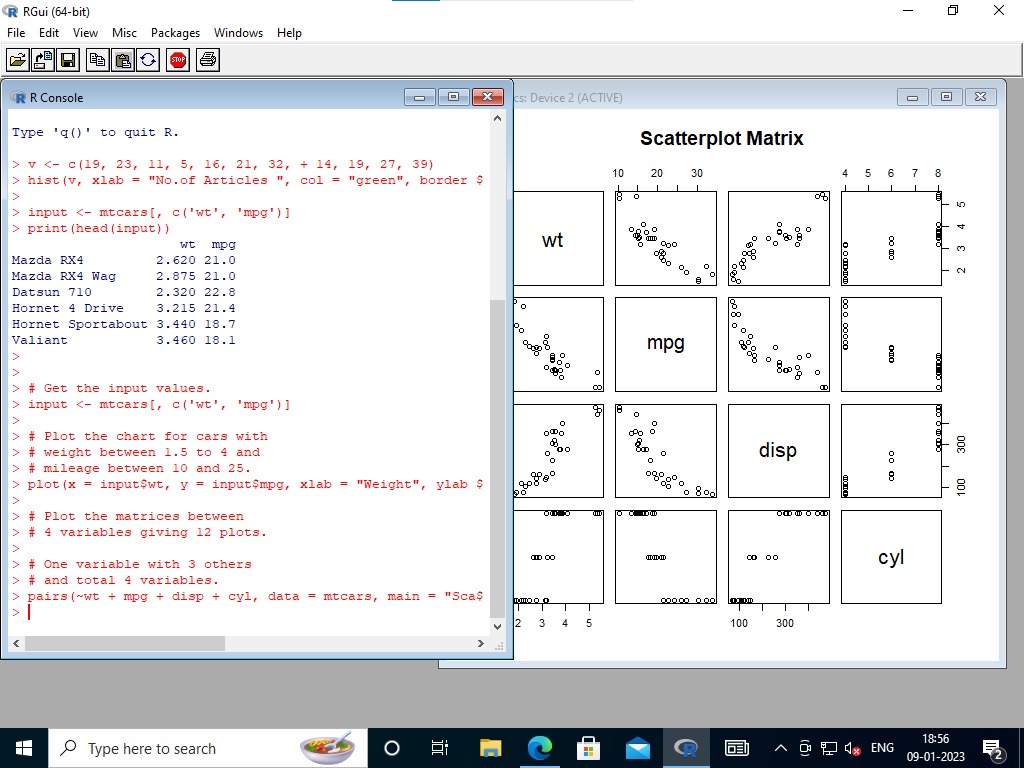 RGui (64-bit)
File Edit View Misc Packages Windows Help
STOP
R Console
Type 'q()' to quit R.
> v <- c(19, 23, 11, 5, 16, 21, 32, + 14, 19, 27, 39)
> hist(v, xlab = "No.of Articles ", col = "green", border $
>
> input <- mtcars[, c('wt', 'mpg')]
> print(head(input))
wt mpg
Mazda RX4 2.620 21.0
Mazda RX4 Wag 2.875 21.0
Datsun 710 2.320 22.8
Hornet 4 Drive 3.215 21.4
Hornet Sportabout 3.440 18.7
Valiant 3.460 18.1
>
>
> # Get the input values.
> input <- mtcars[, c('wt', 'mpg')]
>
> # Plot the chart for cars with
> # weight between 1.5 to 4 and
> # mileage between 10 and 25.
> plot(x = input$wt, y = input$mpg, xlab = "Weight", ylab $
>
> # Plot the matrices between
> # 4 variables giving 12 plots.
>
> # One variable with 3 others
> # and total 4 variables.
> pairs(~wt + mpg + disp + cyl, data = mtcars, main = "Sca$
>
cs: Device 2 (ACTIVE)
Scatterplot Matrix
10 20 30 4 5 6 7 8
wt
2 3 4 5
mpg
disp
100 300
cyl
2 3 4 5 100 300
Type here to search
ENG
18:56
09-01-2023
2